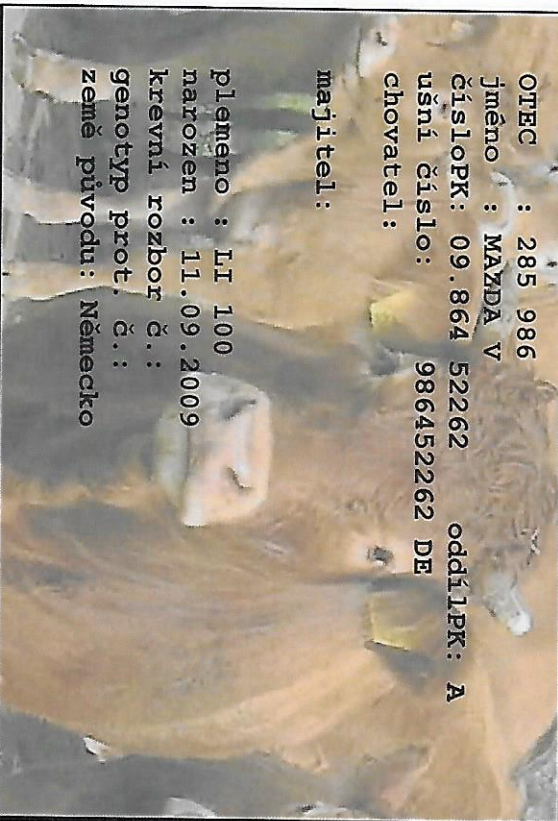 OTEC : 285 986
jméno : MAZDA V
čísloPK: 09.864 52262 oddílPK: A
ušní číslo: 986452262 DE
chovatel:
majitel:
plemeno : LI 100
narozen : 11.09.2009
krevní rozbor č.:
genotyp prot. č.:
země původu: Německo